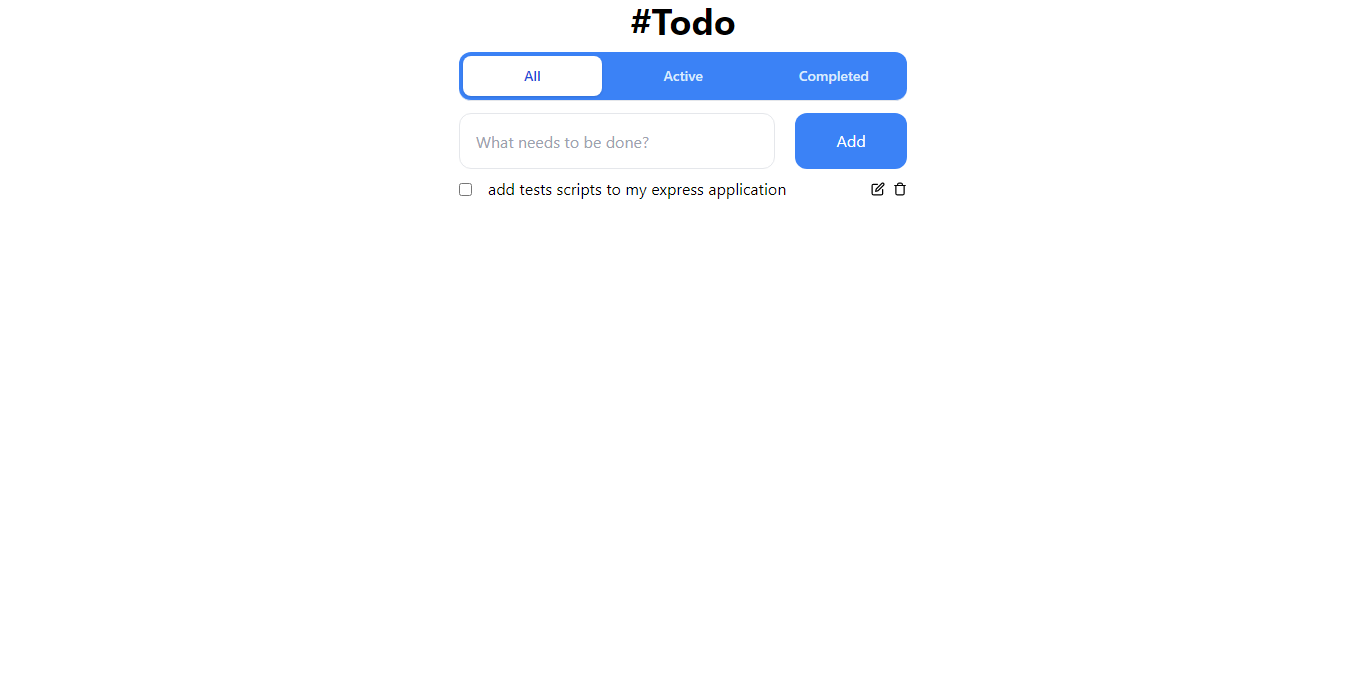 #Todo
All Active Completed
What needs to be done? Add
add tests scripts to my express application